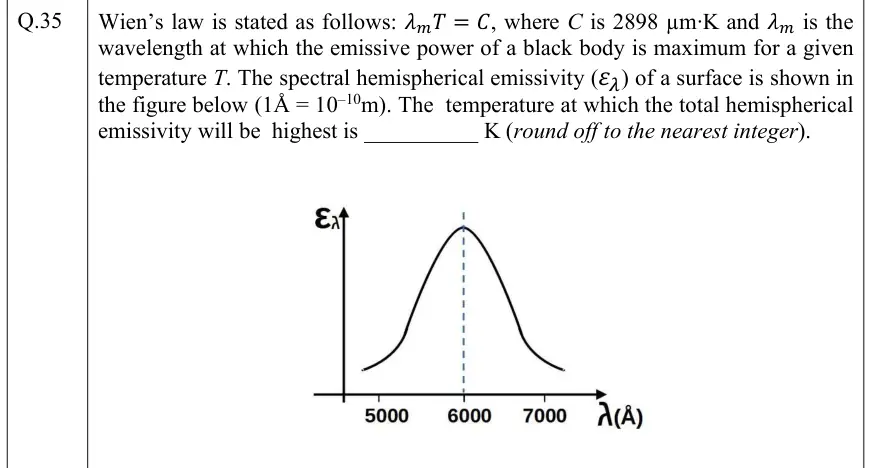 Q.35
Wien’s law is stated as follows: λₘT = C, where C is 2898 µm·K and λₘ is the
wavelength at which the emissive power of a black body is maximum for a given
temperature T. The spectral hemispherical emissivity (ε_λ) of a surface is shown in
the figure below (1Å = 10⁻¹⁰m). The temperature at which the total hemispherical
emissivity will be highest is __________ K (round off to the nearest integer).
ε_λ
5000 6000 7000 λ(Å)